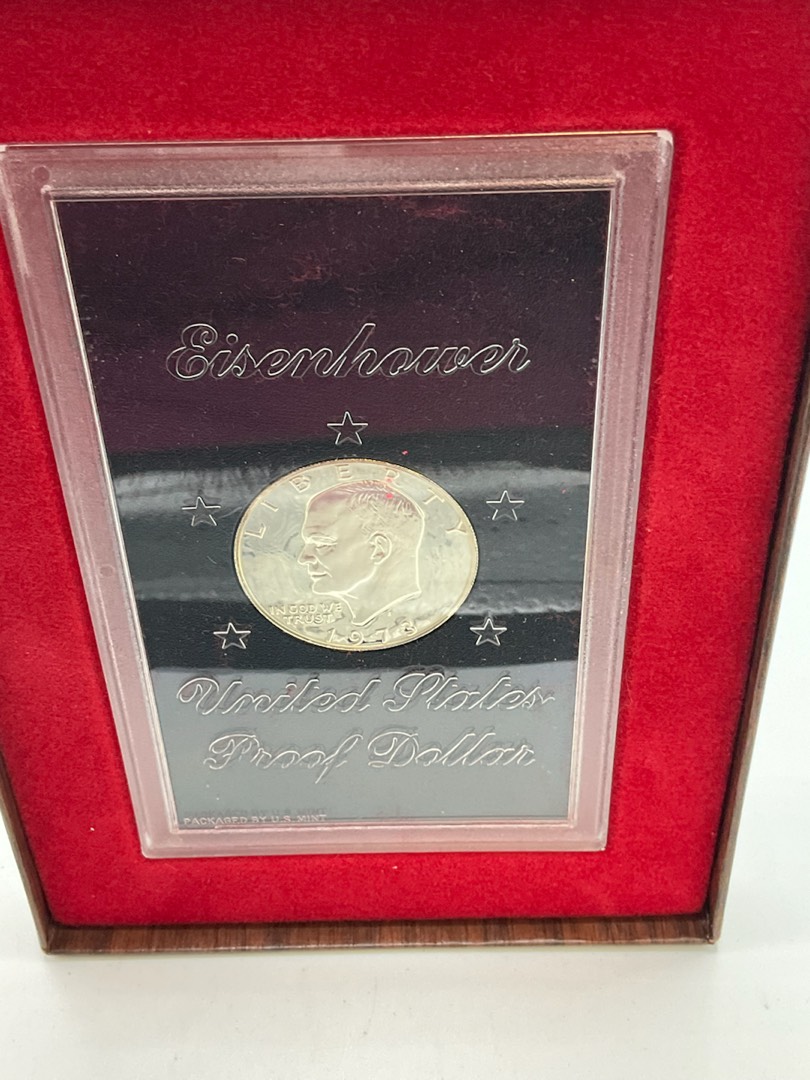 Eisenhower
LIBERTY
IN GOD WE
TRUST
1973
United States
Proof Dollar
PACKAGED BY U.S. MINT